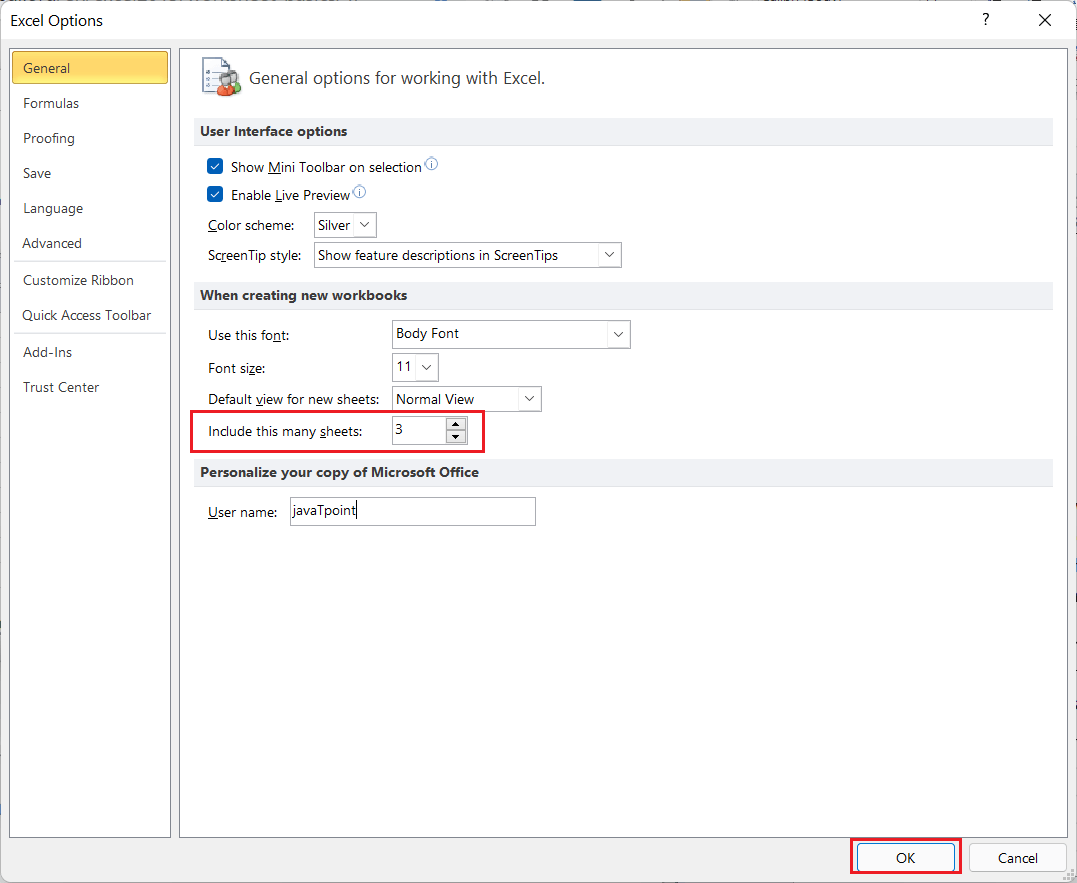 Excel Options
?
General
Formulas
Proofing
Save
Language
Advanced
Customize Ribbon
Quick Access Toolbar
Add-Ins
Trust Center
General options for working with Excel.
User Interface options
Show Mini Toolbar on selection
Enable Live Preview
Color scheme: Silver
ScreenTip style: Show feature descriptions in ScreenTips
When creating new workbooks
Use this font: Body Font
Font size: 11
Default view for new sheets: Normal View
Include this many sheets: 3
Personalize your copy of Microsoft Office
User name: javaTpoint
OK Cancel